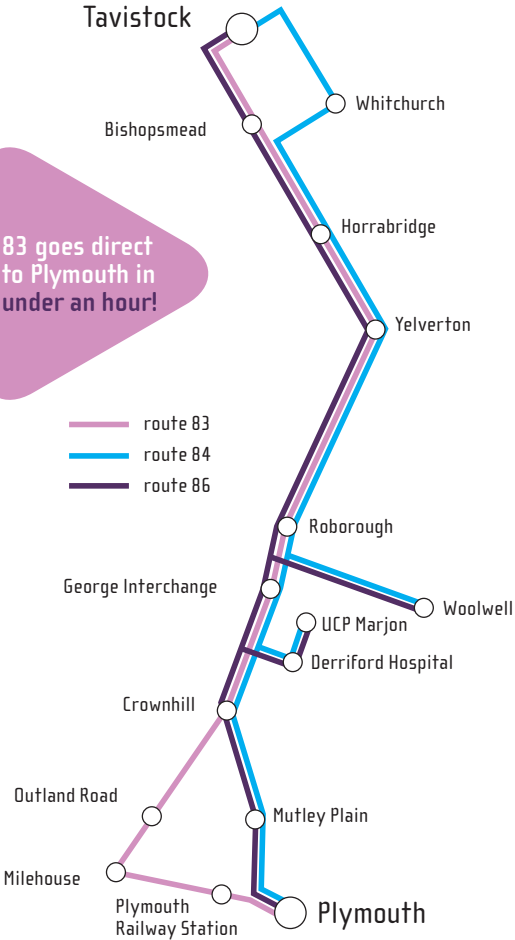 Tavistock
Whitchurch
Bishopsmead
Horrabridge
83 goes direct
to Plymouth in
under an hour!
Yelverton
route 83
route 84
route 86
Roborough
George Interchange
Woolwell
UCP Marjon
Derriford Hospital
Crownhill
Outland Road
Mutley Plain
Milehouse
Plymouth
Railway Station
Plymouth